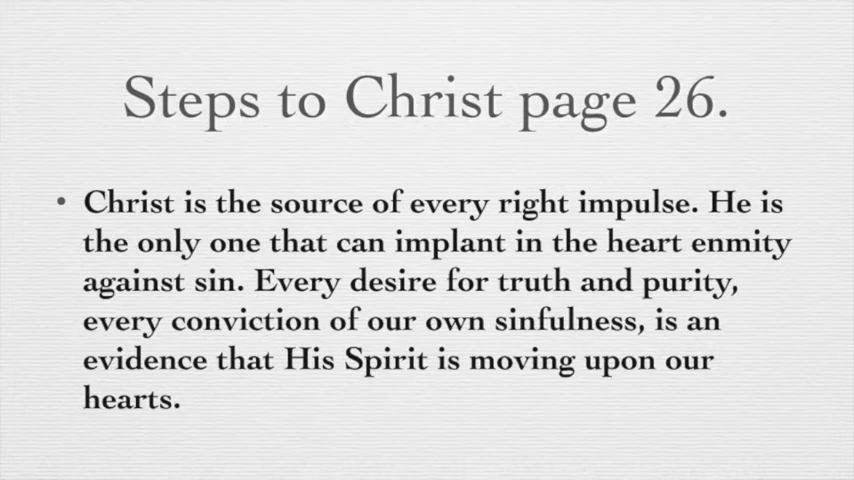 Steps to Christ page 26.
• Christ is the source of every right impulse. He is
the only one that can implant in the heart enmity
against sin. Every desire for truth and purity,
every conviction of our own sinfulness, is an
evidence that His Spirit is moving upon our
hearts.